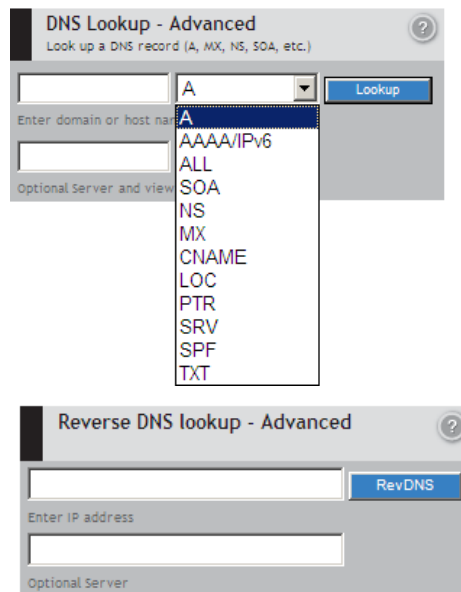 DNS Lookup - Advanced
Look up a DNS record (A, MX, NS, SOA, etc.)
?
A
Lookup
Enter domain or host
A
AAAA/IPv6
ALL
SOA
NS
MX
CNAME
LOC
PTR
SRV
SPF
TXT
Optional Server and view
Reverse DNS lookup - Advanced
?
RevDNS
Enter IP address
Optional Server